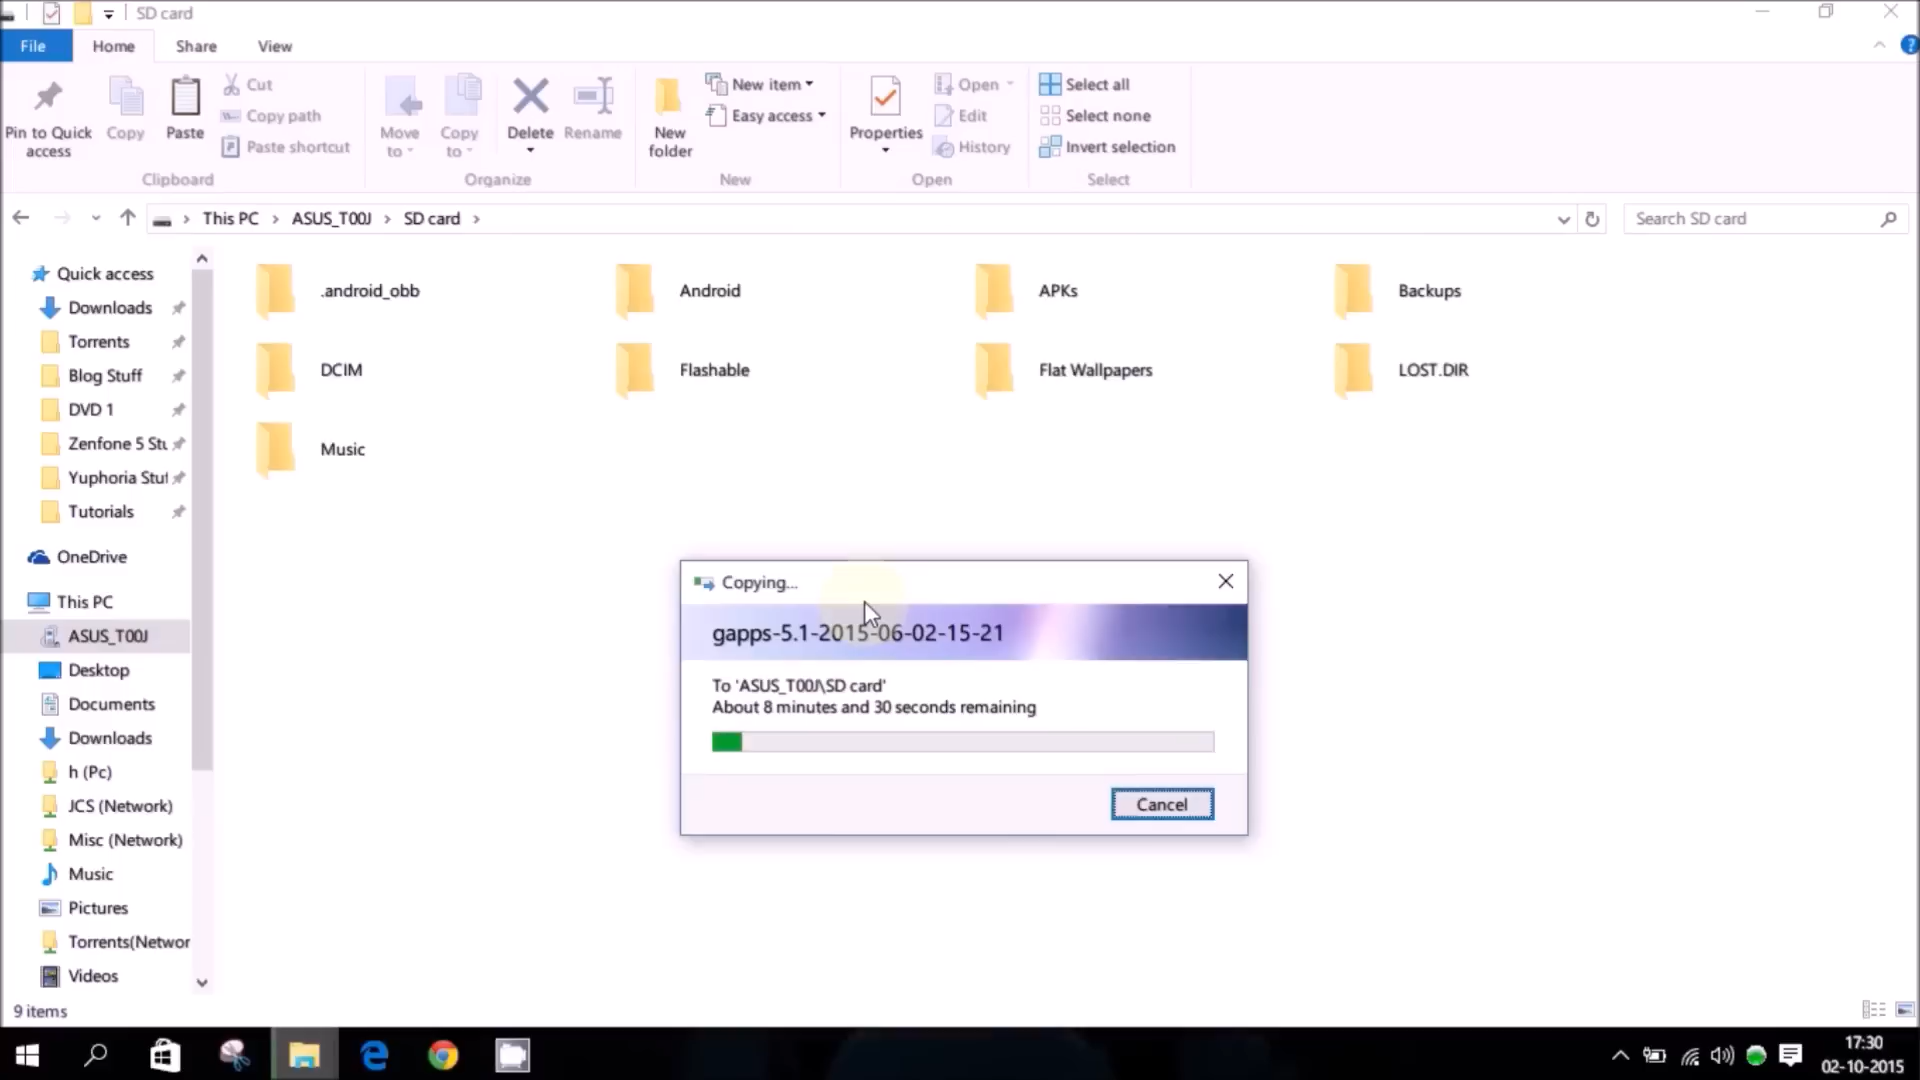 SD card
File Home Share View
Pin to Quick access
Copy
Paste
Cut
Copy path
Paste shortcut
Clipboard
Move to
Copy to
Delete
Rename
Organize
New folder
New item
Easy access
New
Properties
Open
Edit
History
Open
Select all
Select none
Invert selection
Select
This PC > ASUS_T00J > SD card >
Search SD card
Quick access
Downloads
Torrents
Blog Stuff
DVD 1
Zenfone 5 Stu
Yuphoria Stuf
Tutorials
OneDrive
This PC
ASUS_T00J
Desktop
Documents
Downloads
h (Pc)
JCS (Network)
Misc (Network)
Music
Pictures
Torrents(Networ
Videos
.android_obb
Android
APKs
Backups
DCIM
Flashable
Flat Wallpapers
LOST.DIR
Music
Copying...
gapps-5.1-2015-06-02-15-21
To 'ASUS_T00J\SD card'
About 8 minutes and 30 seconds remaining
Cancel
9 items
17:30
02-10-2015